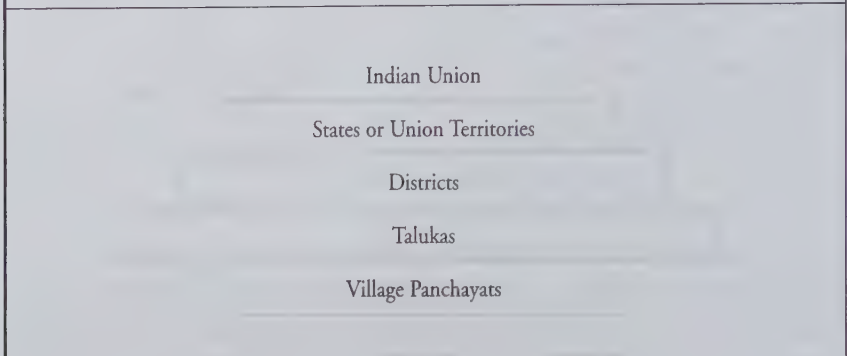 Indian Union
States or Union Territories
Districts
Talukas
Village Panchayats